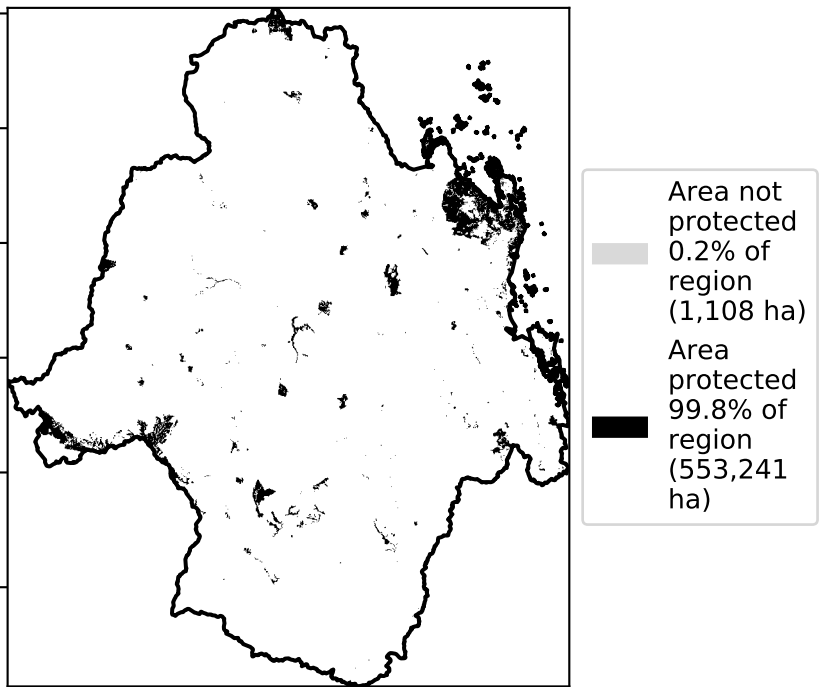 Area not
protected
0.2% of
region
(1,108 ha)
Area
protected
99.8% of
region
(553,241
ha)